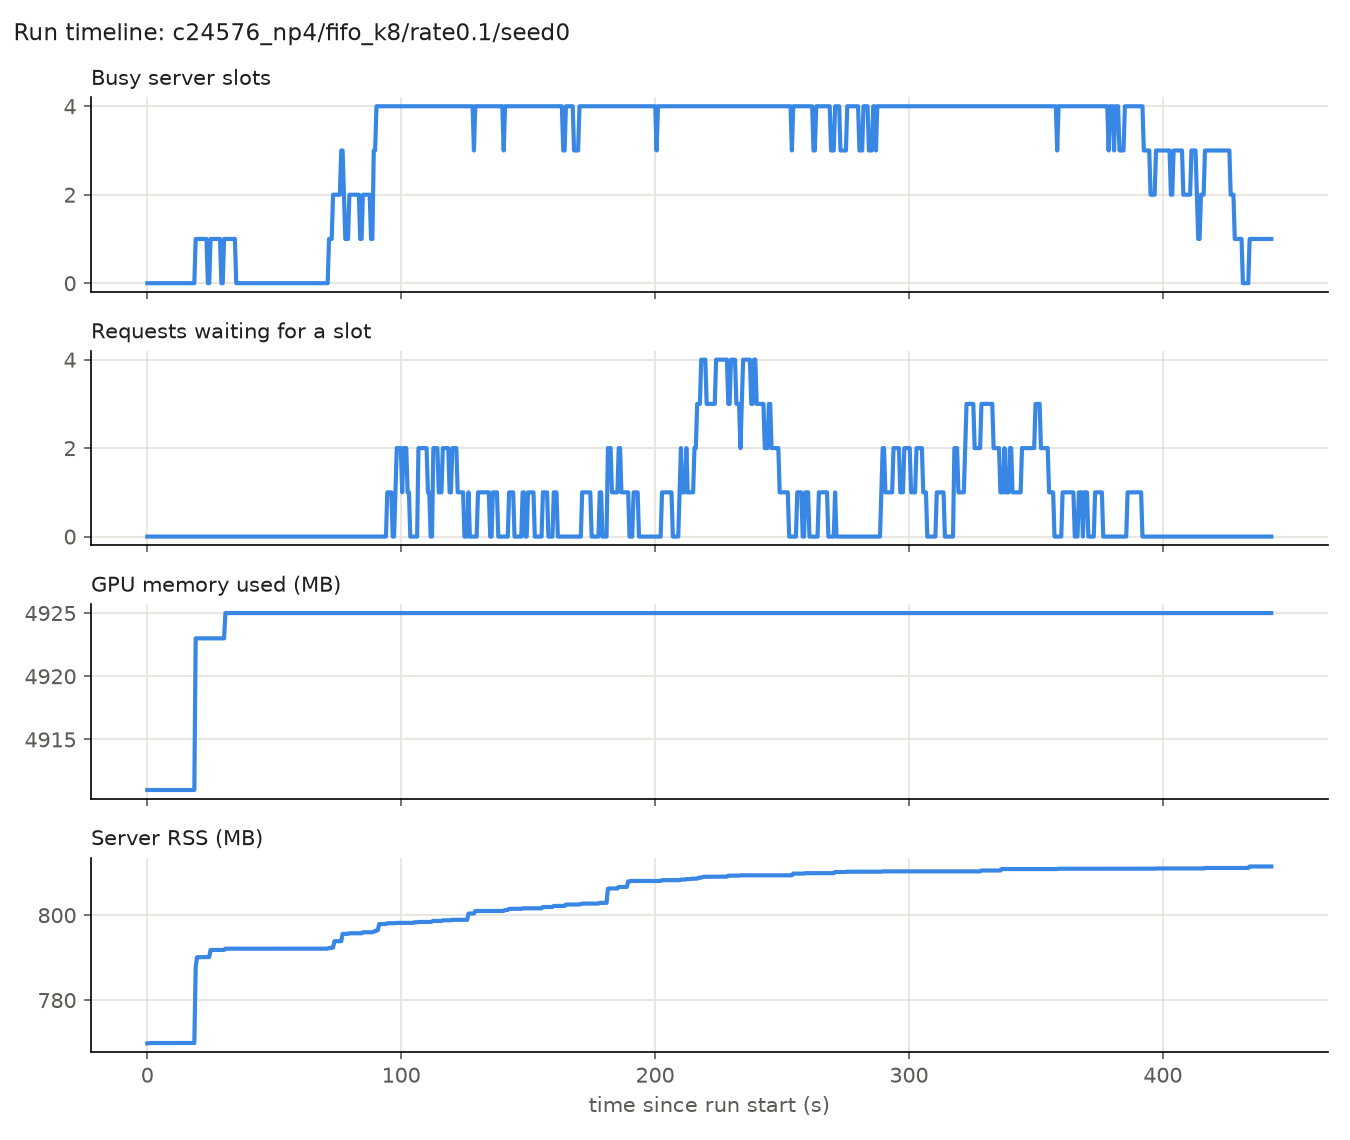 Run timeline: c24576_np4/fifo_k8/rate0.1/seed0
Busy server slots
4
2
0
Requests waiting for a slot
4
2
0
GPU memory used (MB)
4925
4920
4915
Server RSS (MB)
800
780
0 100 200 300 400
time since run start (s)